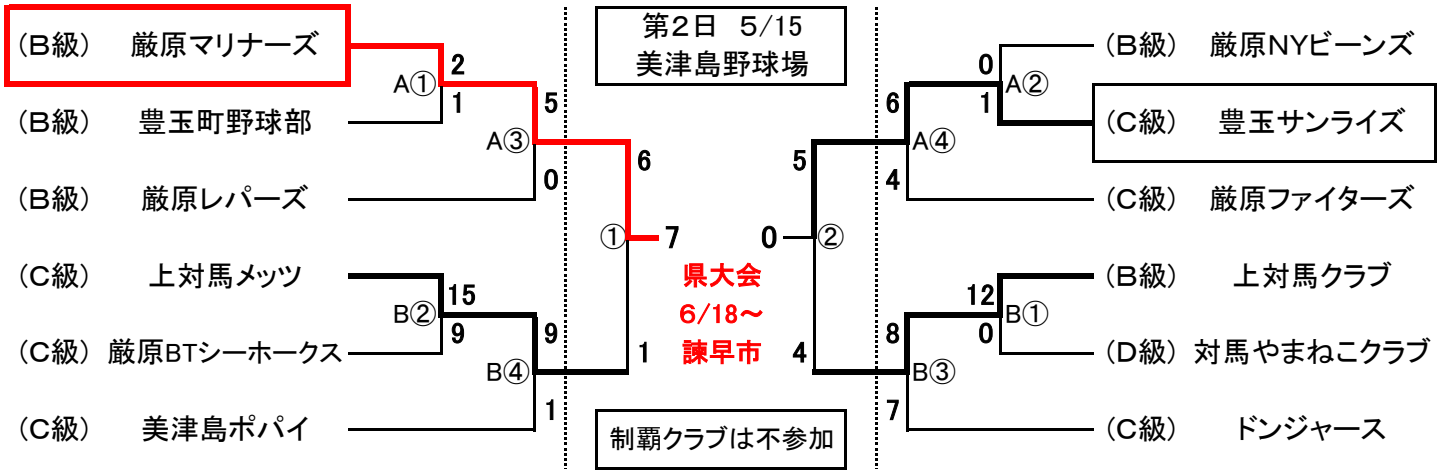 (B級) 厳原マリナーズ
(B級) 豊玉町野球部
(B級) 厳原レパーズ
(C級) 上対馬メッツ
(C級) 厳原BTシーホークス
(C級) 美津島ポパイ
A① 2 1
A③ 5 0
B② 15 9
B④ 9 1
① 6 1
7
第2日 5/15
美津島野球場
県大会
6/18~
諫早市
制覇クラブは不参加
0
② 5 4
A④ 6 4
B③ 8 7
A② 0 1
B① 12 0
(B級) 厳原NYビーンズ
(C級) 豊玉サンライズ
(C級) 厳原ファイターズ
(B級) 上対馬クラブ
(D級) 対馬やまねこクラブ
(C級) ドンジャース